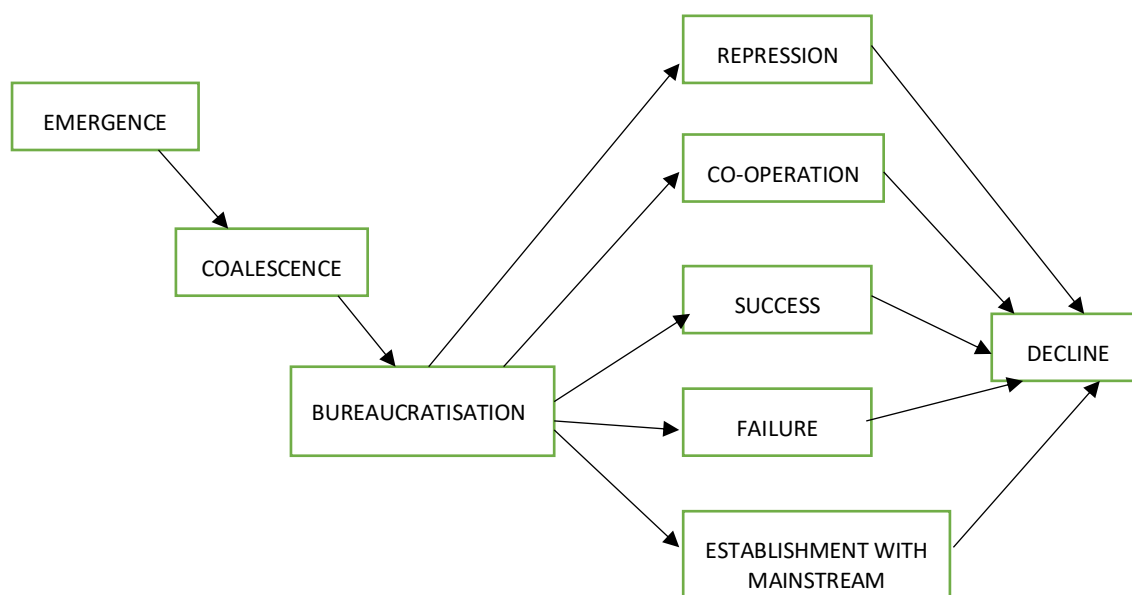 EMERGENCE
COALESCENCE
BUREAUCRATISATION
REPRESSION
CO-OPERATION
SUCCESS
FAILURE
ESTABLISHMENT WITH
MAINSTREAM
DECLINE